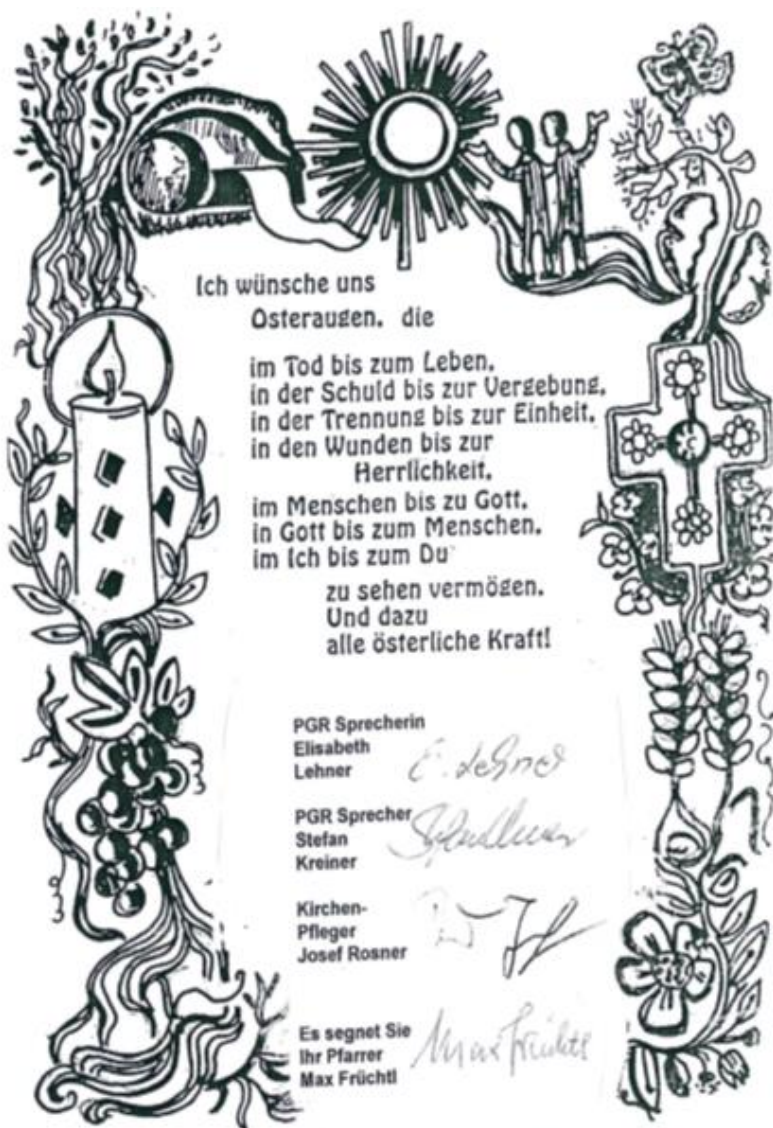 Ich wünsche uns
Osteraugen, die
im Tod bis zum Leben,
in der Schuld bis zur Vergebung,
in der Trennung bis zur Einheit,
in den Wunden bis zur
Herrlichkeit,
im Menschen bis zu Gott,
in Gott bis zum Menschen,
im Ich bis zum Du
zu sehen vermögen.
Und dazu
alle österliche Kraft!
PGR Sprecherin
Elisabeth
Lehner
E. Lehner
PGR Sprecher
Stefan
Kreiner
Kirchen-
Pfleger
Josef Rosner
Es segnet Sie
Ihr Pfarrer
Max Früchtl
Max Früchtl